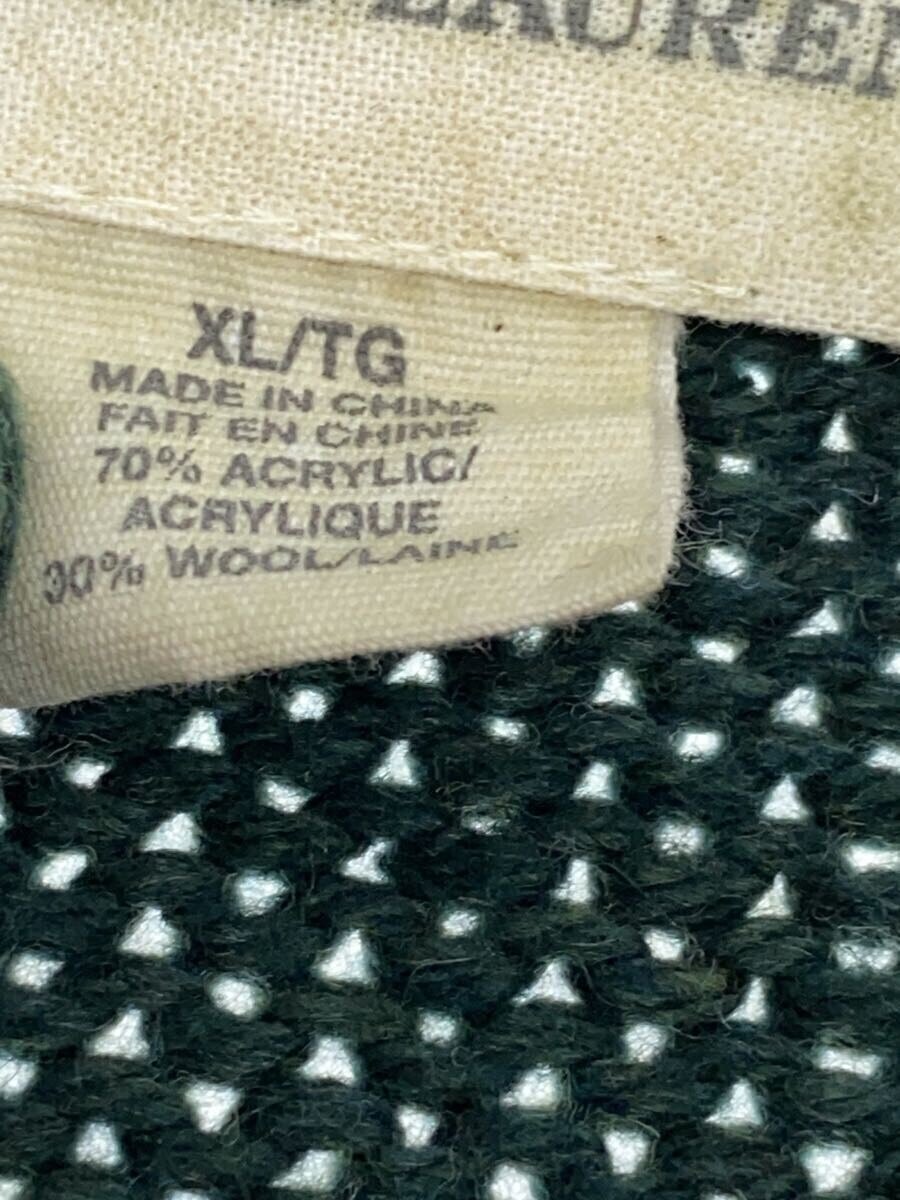 LAUREN
XL/TG
MADE IN CHINA
FAIT EN CHINE
70% ACRYLIC/
ACRYLIQUE
30% WOOL/LAINE